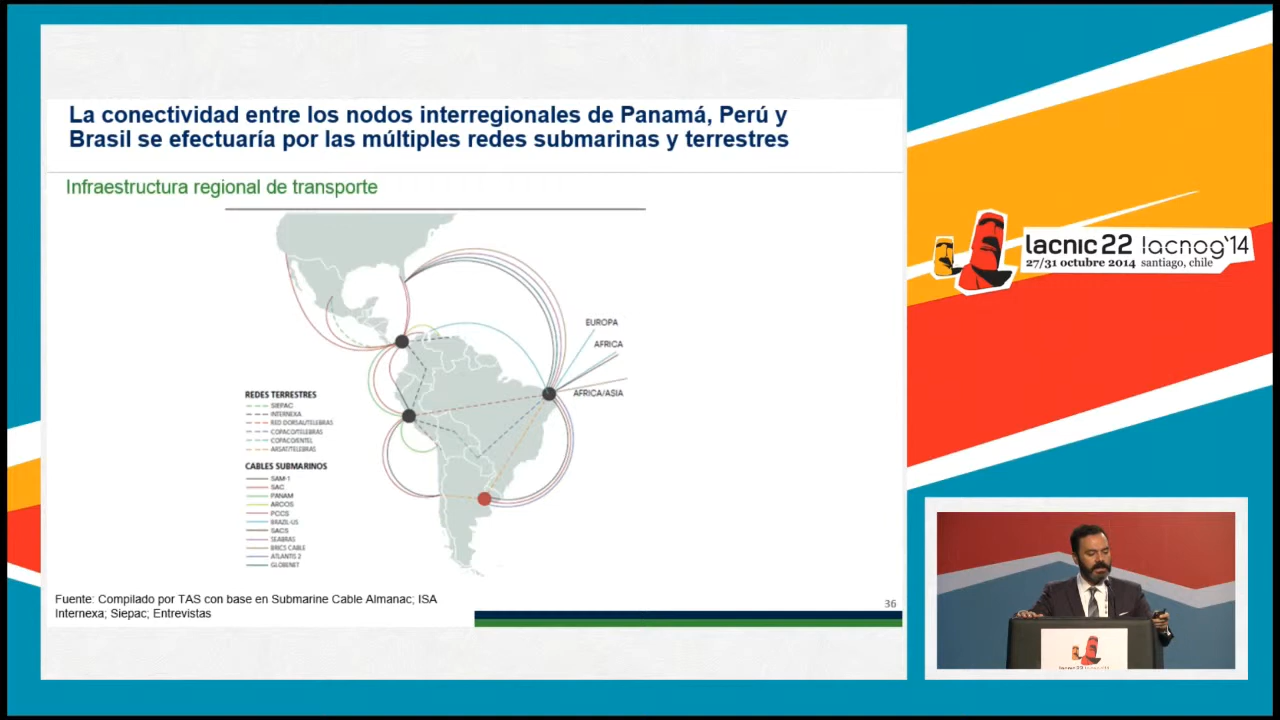 La conectividad entre los nodos interregionales de Panamá, Perú y
Brasil se efectuaría por las múltiples redes submarinas y terrestres
Infraestructura regional de transporte
EUROPA
AFRICA
AFRICA/ASIA
REDES TERRESTRES
SIEPAC
INTERNEXA
RED DORSAL/TELEBRAS
COPACO/TELEBRAS
COPACO/ENTEL
ARSAT/TELEBRAS
CABLES SUBMARINOS
SAM-1
SAC
PANAM
ARCOS
PCCS
BRAZIL-US
SACS
SEABRAS
BRICS CABLE
ATLANTIS 2
GLOBENET
Fuente: Compilado por TAS con base en Submarine Cable Almanac; ISA
Internexa; Siepac; Entrevistas
36
lacnic 22 lacnog'14
27/31 octubre 2014 santiago, chile
lacnic 22 lacnog'14